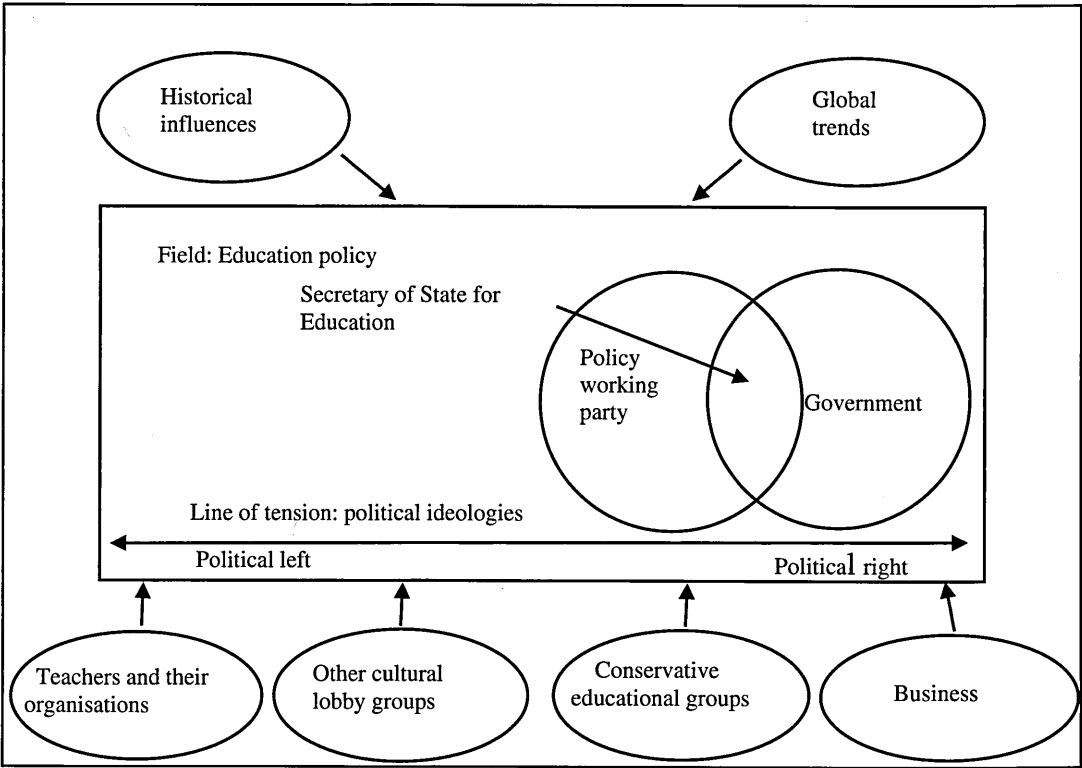 Historical
influences
Global
trends
Field: Education policy
Secretary of State for
Education
Policy
working
party
Government
Line of tension: political ideologies
Political left
Political right
Teachers and their
organisations
Other cultural
lobby groups
Conservative
educational groups
Business